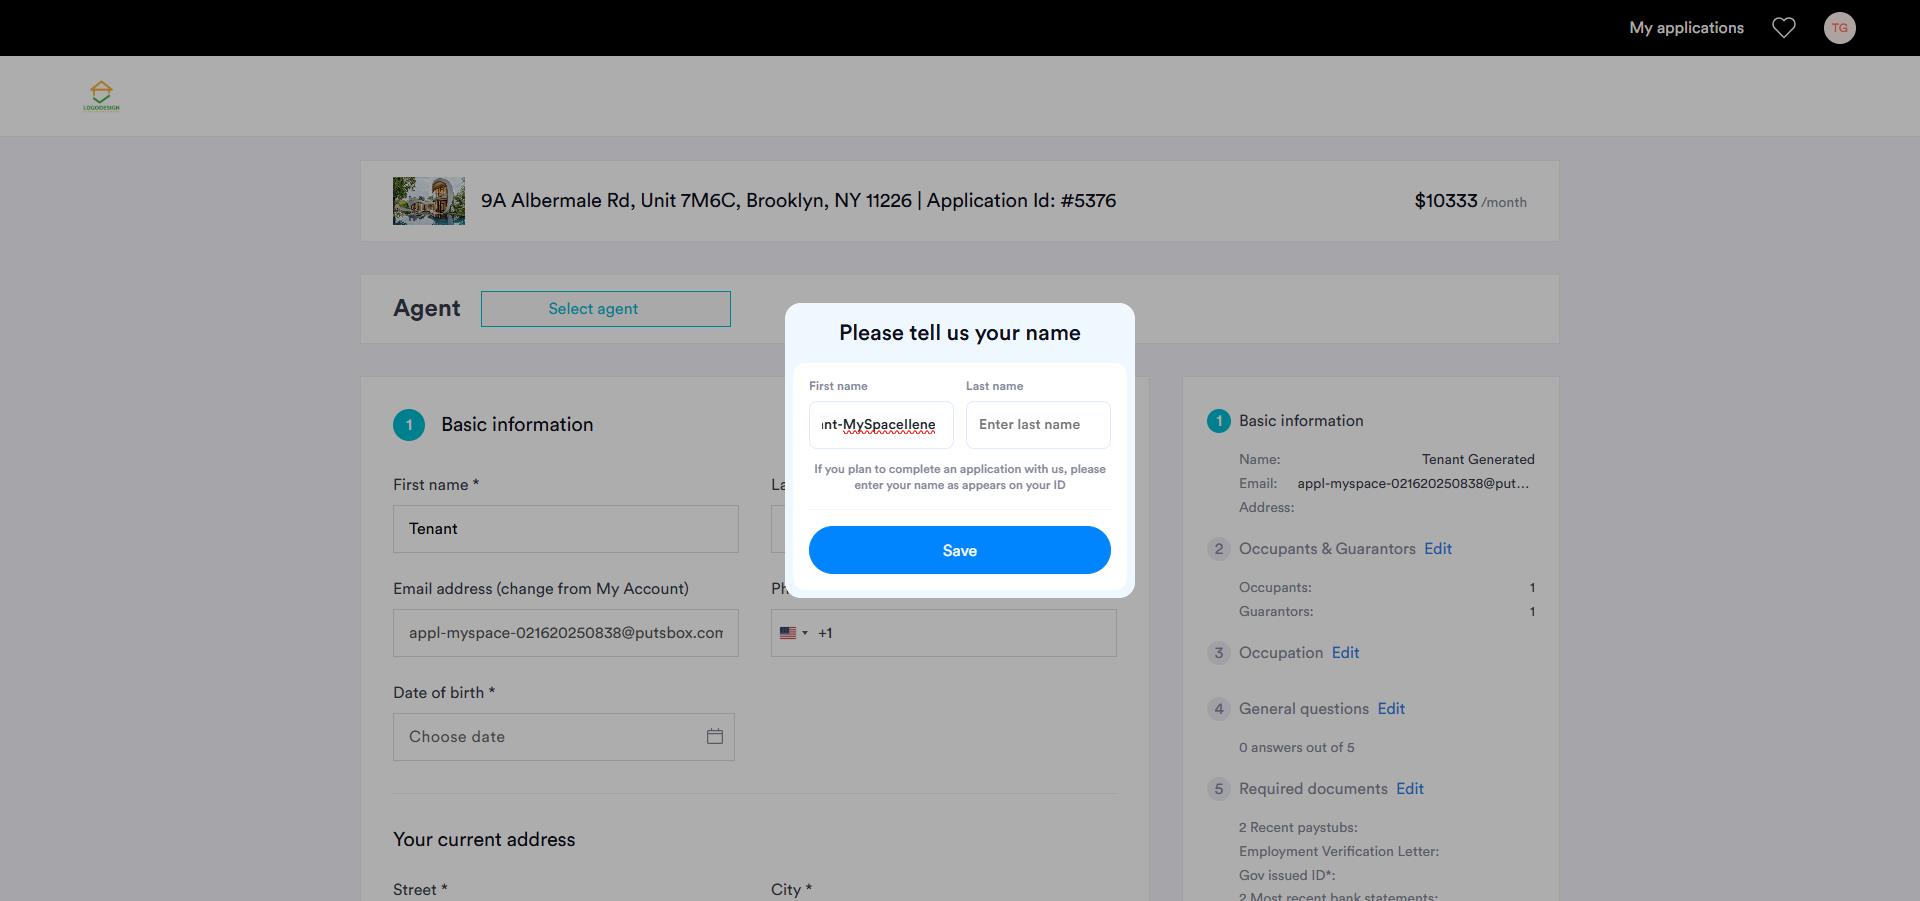 My applications
TG
LOGODESIGN
9A Albermale Rd, Unit 7M6C, Brooklyn, NY 11226 | Application Id: #5376
$10333 /month
Agent
Select agent
Please tell us your name
First name
Last name
nt-MySpacellene
Enter last name
If you plan to complete an application with us, please
enter your name as appears on your ID
Save
1 Basic information
First name *
La
Tenant
Email address (change from My Account)
Ph
appl-myspace-021620250838@putsbox.com
+1
Date of birth *
Choose date
Your current address
Street *
City *
1 Basic information
Name: Tenant Generated
Email: appl-myspace-021620250838@put...
Address:
2 Occupants & Guarantors Edit
Occupants: 1
Guarantors: 1
3 Occupation Edit
4 General questions Edit
0 answers out of 5
5 Required documents Edit
2 Recent paystubs:
Employment Verification Letter:
Gov issued ID*:
2 Most recent bank statements: